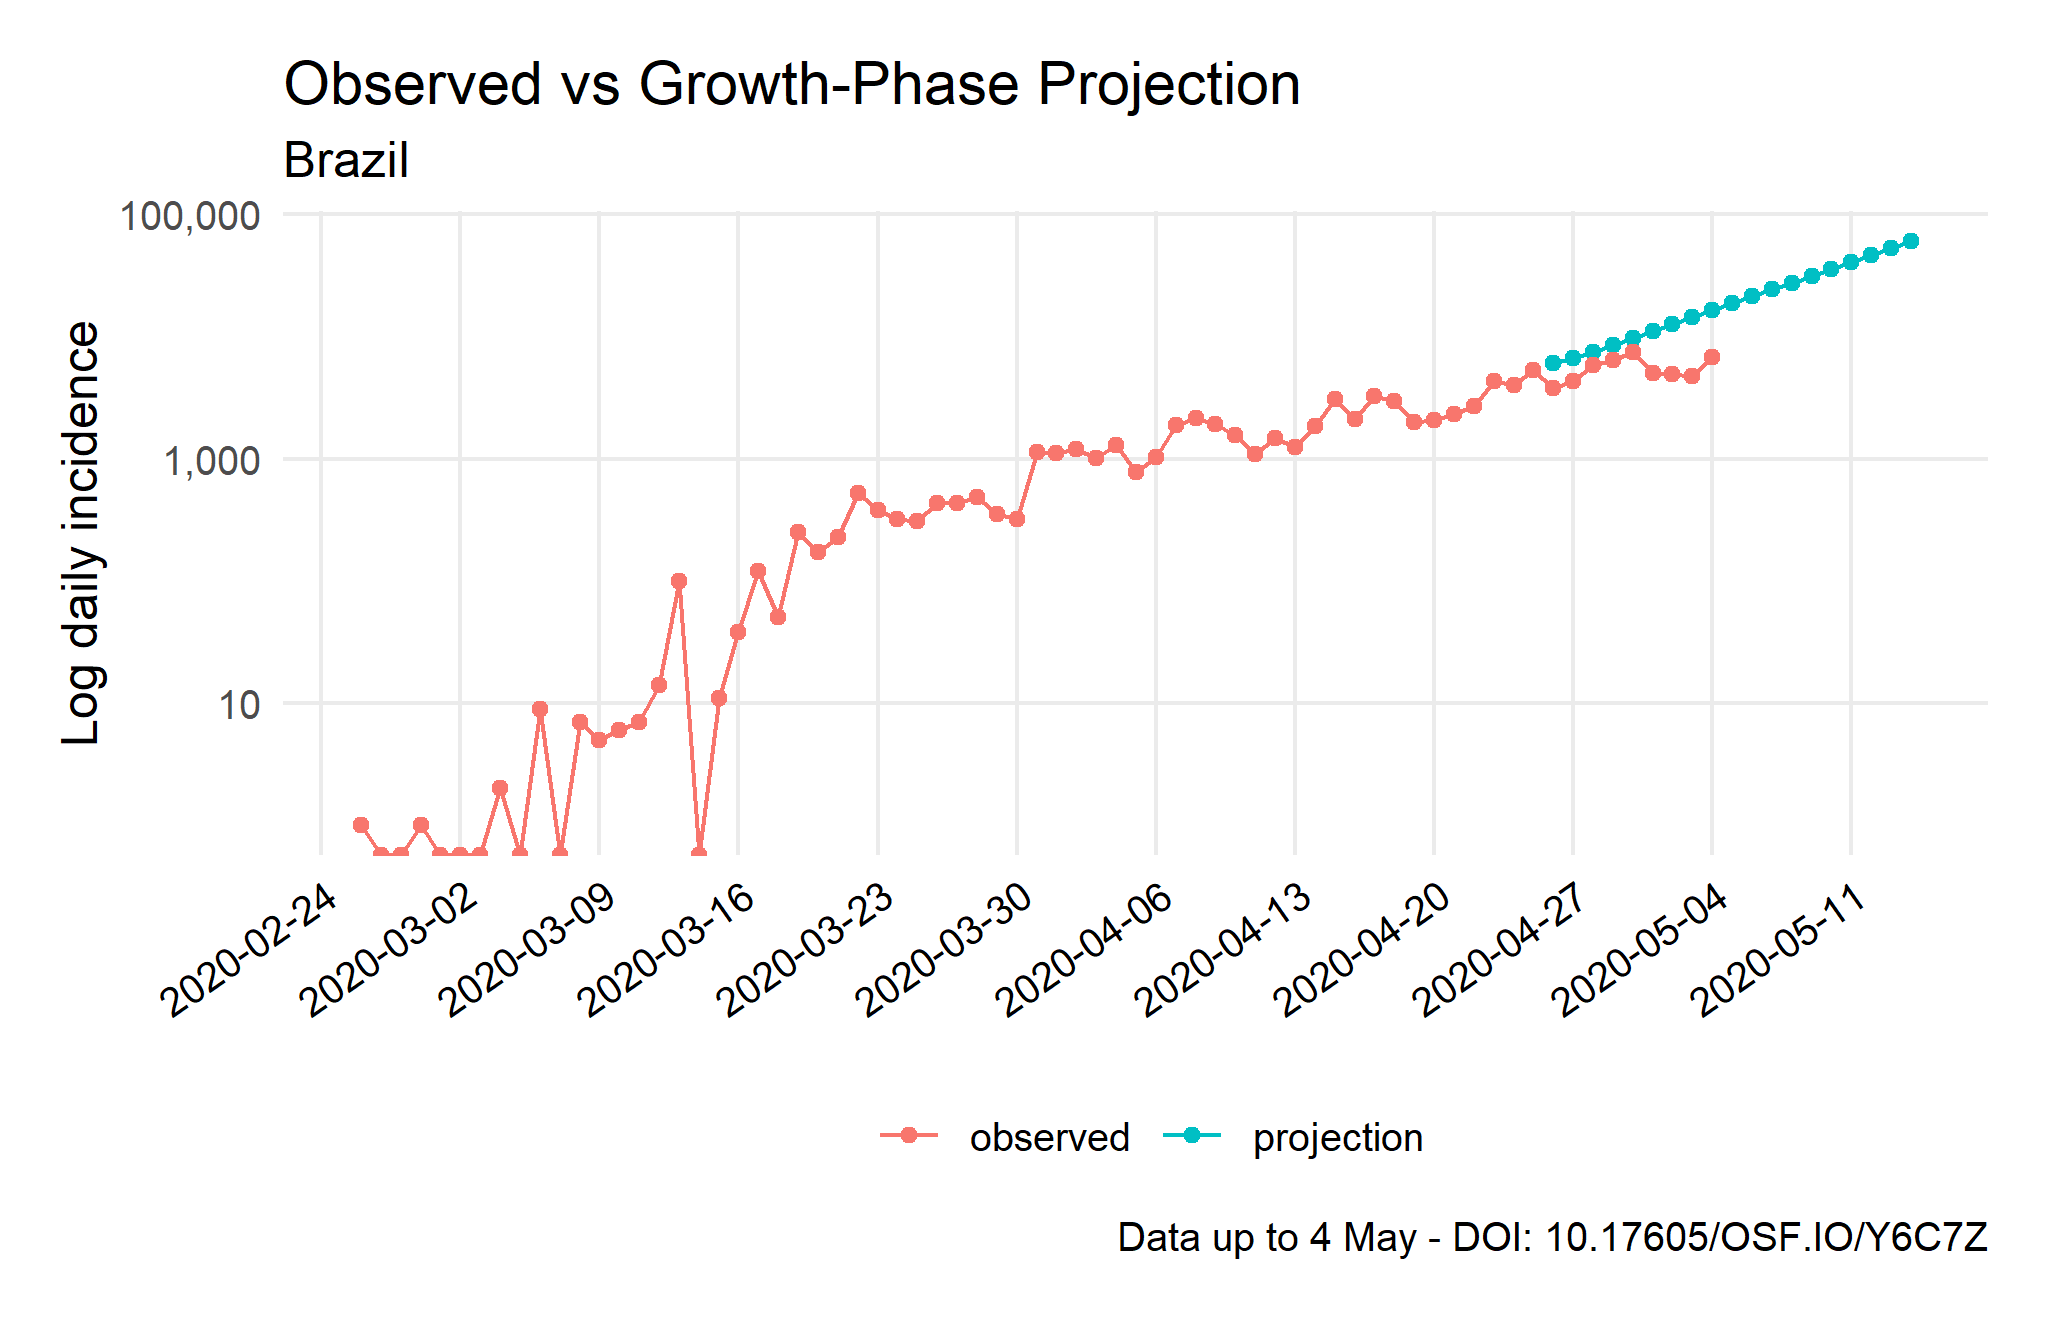 Observed vs Growth-Phase Projection
Brazil
100,000
1,000
10
Log daily incidence
2020-02-24
2020-03-02
2020-03-09
2020-03-16
2020-03-23
2020-03-30
2020-04-06
2020-04-13
2020-04-20
2020-04-27
2020-05-04
2020-05-11
observed
projection
Data up to 4 May - DOI: 10.17605/OSF.IO/Y6C7Z